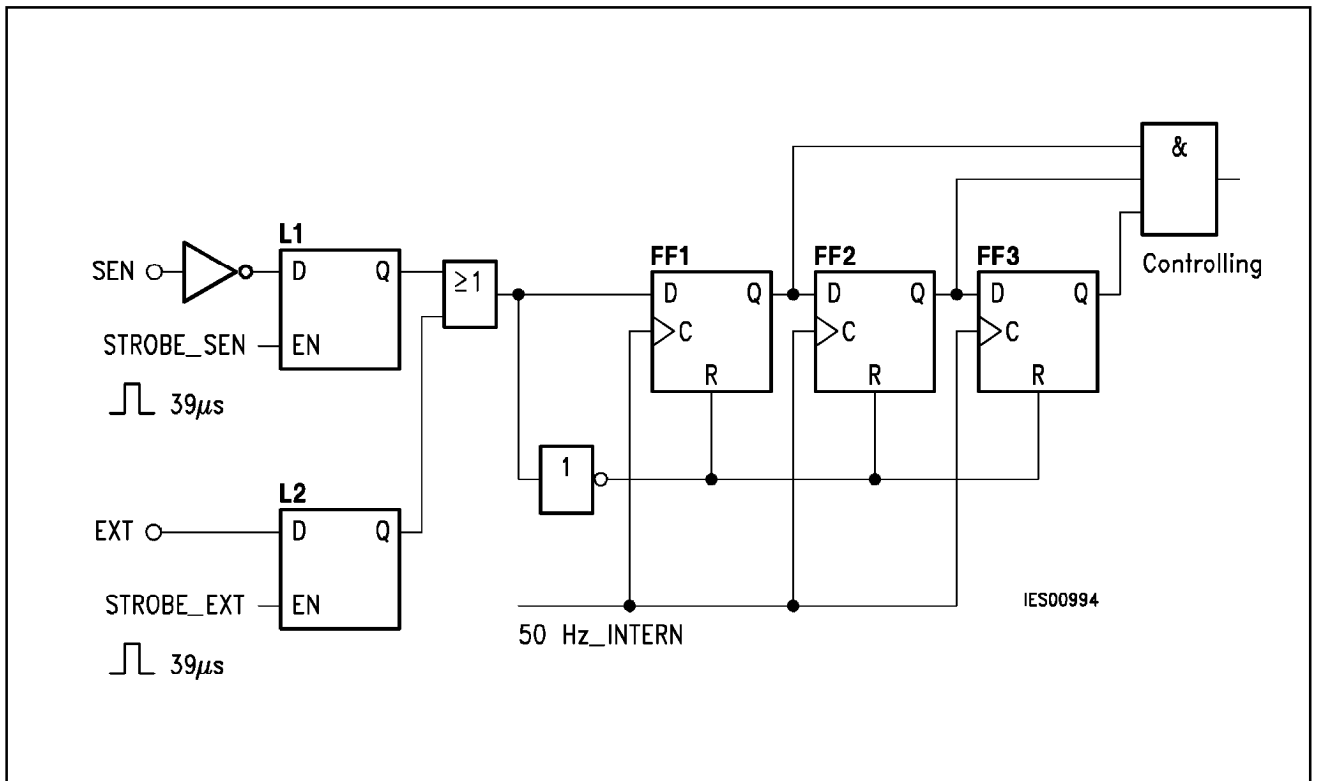 &
Controlling
L1
SEN
D Q
≥1
STROBE_SEN
EN
39μs
FF1 FF2 FF3
D Q D Q D Q
C C C
R R R
1
L2
EXT
D Q
STROBE_EXT
EN
39μs
50 Hz_INTERN
IES00994